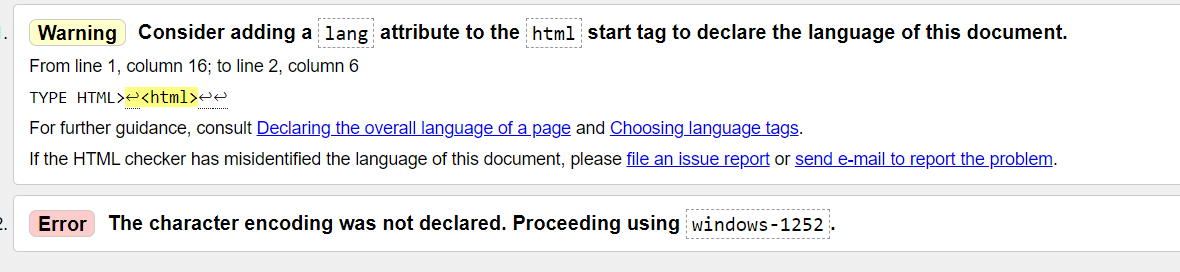 1. Warning Consider adding a lang attribute to the html start tag to declare the language of this document.
From line 1, column 16; to line 2, column 6
TYPE HTML>↩<html>↩↩
For further guidance, consult Declaring the overall language of a page and Choosing language tags.
If the HTML checker has misidentified the language of this document, please file an issue report or send e-mail to report the problem.
2. Error The character encoding was not declared. Proceeding using windows-1252.